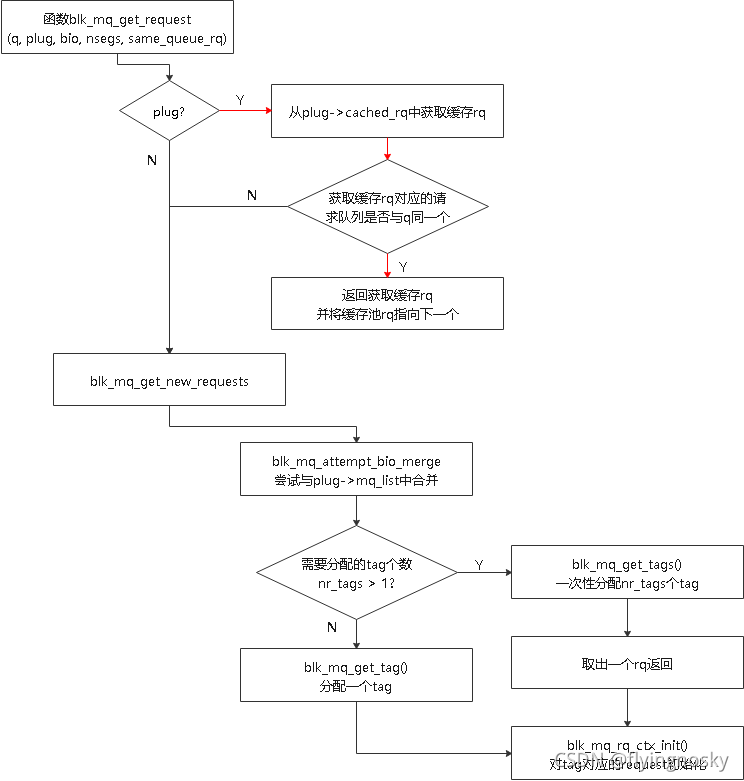 函数blk_mq_get_request
(q, plug, bio, nsegs, same_queue_rq)
plug?
Y
从plug->cached_rq中获取缓存rq
N
N
获取缓存rq对应的请
求队列是否与q同一个
Y
返回获取缓存rq
并将缓存池rq指向下一个
blk_mq_get_new_requests
blk_mq_attempt_bio_merge
尝试与plug->mq_list中合并
需要分配的tag个数
nr_tags > 1?
Y
blk_mq_get_tags()
一次性分配nr_tags个tag
N
blk_mq_get_tag()
分配一个tag
取出一个rq返回
blk_mq_rq_ctx_init()
对tag对应的request初始化
CSDN @flyingnosky